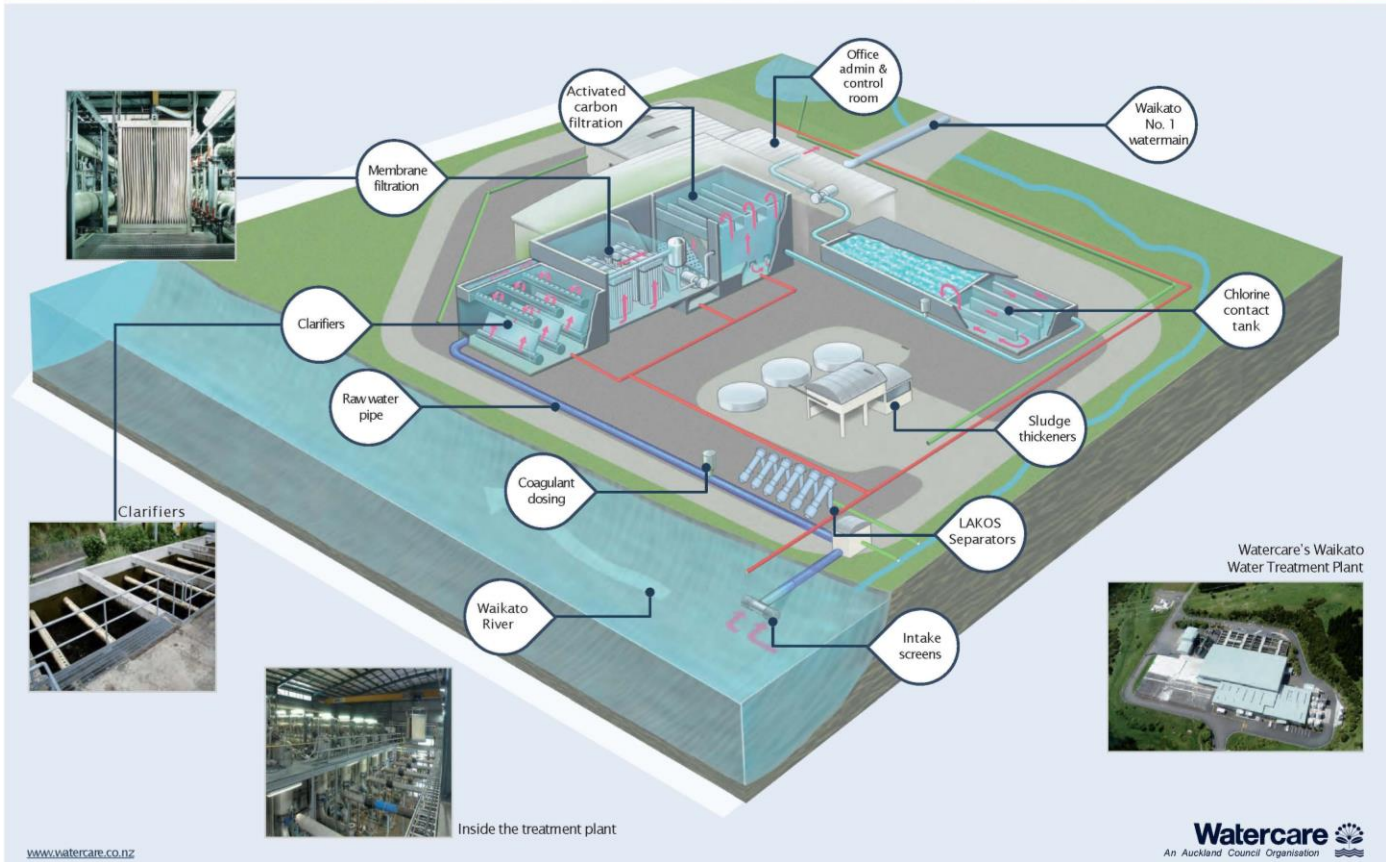 Office
admin &
control
room
Activated
carbon
filtration
Waikato
No. 1
watermain
Membrane
filtration
Clarifiers
Chlorine
contact
tank
Raw water
pipe
Sludge
thickeners
Coagulant
dosing
LAKOS
Separators
Clarifiers
Waikato
River
Intake
screens
Watercare's Waikato
Water Treatment Plant
Inside the treatment plant
www.watercare.co.nz
Watercare
An Auckland Council Organisation